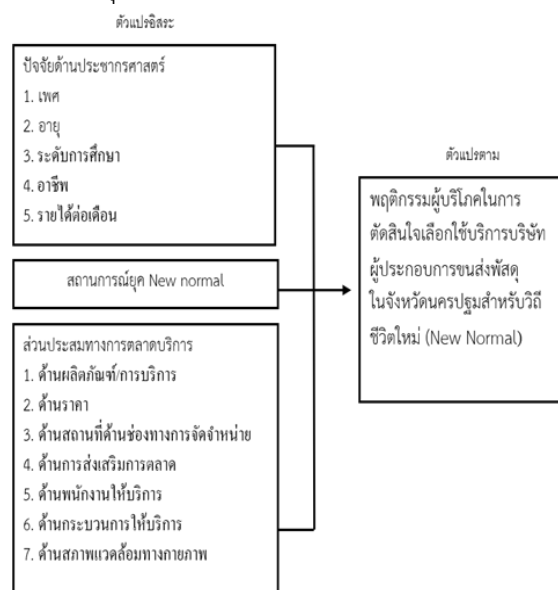 ตัวแปรอิสระ
ปัจจัยด้านประชากรศาสตร์
1. เพศ
2. อายุ
3. ระดับการศึกษา
4. อาชีพ
5. รายได้ต่อเดือน
สถานการณ์ยุค New normal
ส่วนประสมทางการตลาดบริการ
1. ด้านผลิตภัณฑ์/การบริการ
2. ด้านราคา
3. ด้านสถานที่ด้านช่องทางการจัดจำหน่าย
4. ด้านการส่งเสริมการตลาด
5. ด้านพนักงานให้บริการ
6. ด้านกระบวนการให้บริการ
7. ด้านสภาพแวดล้อมทางกายภาพ
ตัวแปรตาม
พฤติกรรมผู้บริโภคในการ
ตัดสินใจเลือกใช้บริการบริษัท
ผู้ประกอบการขนส่งพัสดุ
ในจังหวัดนครปฐมสำหรับวิถี
ชีวิตใหม่ (New Normal)